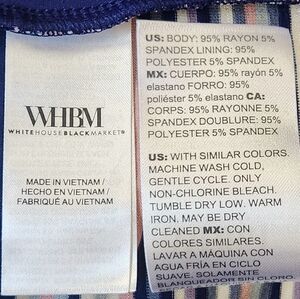 WHBM
WHITEHOUSEBLACKMARKET®
MADE IN VIETNAM /
HECHO EN VIETNAM /
FABRIQUÉ AU VIETNAM
US: BODY: 95% RAYON 5%
SPANDEX LINING: 95%
POLYESTER 5% SPANDEX
MX: CUERPO: 95% rayón 5%
elastano FORRO: 95%
poliéster 5% elastano CA:
CORPS: 95% RAYONNE 5%
SPANDEX DOUBLURE: 95%
POLYESTER 5% SPANDEX
US: WITH SIMILAR COLORS.
MACHINE WASH COLD,
GENTLE CYCLE. ONLY
NON-CHLORINE BLEACH.
TUMBLE DRY LOW. WARM
IRON. MAY BE DRY
CLEANED MX: CON
COLORES SIMILARES.
LAVAR A MÁQUINA CON
AGUA FRÍA EN CICLO
SUAVE. SOLAMENTE
BLANQUEADOR SIN CLORO.